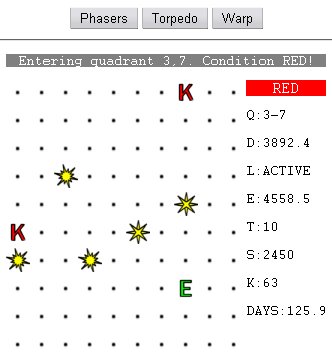 Phasers Torpedo Warp
Entering quadrant 3.7. Condition RED!
K RED
Q:3-7
D:3892.4
L:ACTIVE
E:4558.5
K T:10
S:2450
E K:63
DAYS:125.9